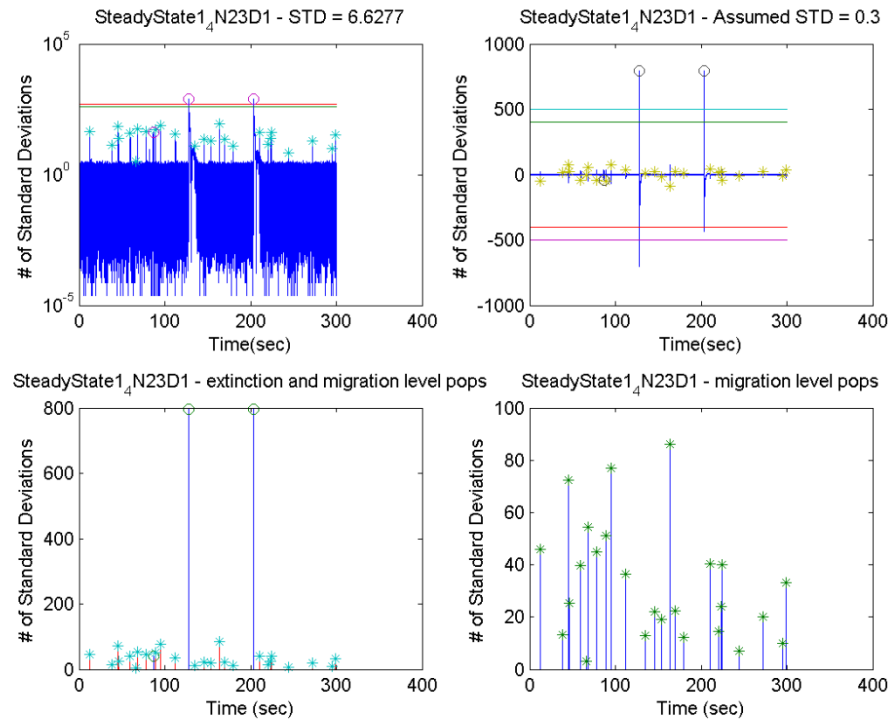 SteadyState1₄N23D1 - STD = 6.6277
10⁵
10⁰
10⁻⁵
# of Standard Deviations
0 100 200 300 400
Time(sec)
SteadyState1₄N23D1 - Assumed STD = 0.3
1000
500
0
-500
-1000
# of Standard Deviations
0 100 200 300 400
Time(sec)
SteadyState1₄N23D1 - extinction and migration level pops
800
600
400
200
0
# of Standard Deviations
0 100 200 300 400
Time (sec)
SteadyState1₄N23D1 - migration level pops
100
80
60
40
20
0
# of Standard Deviations
0 100 200 300 400
Time (sec)